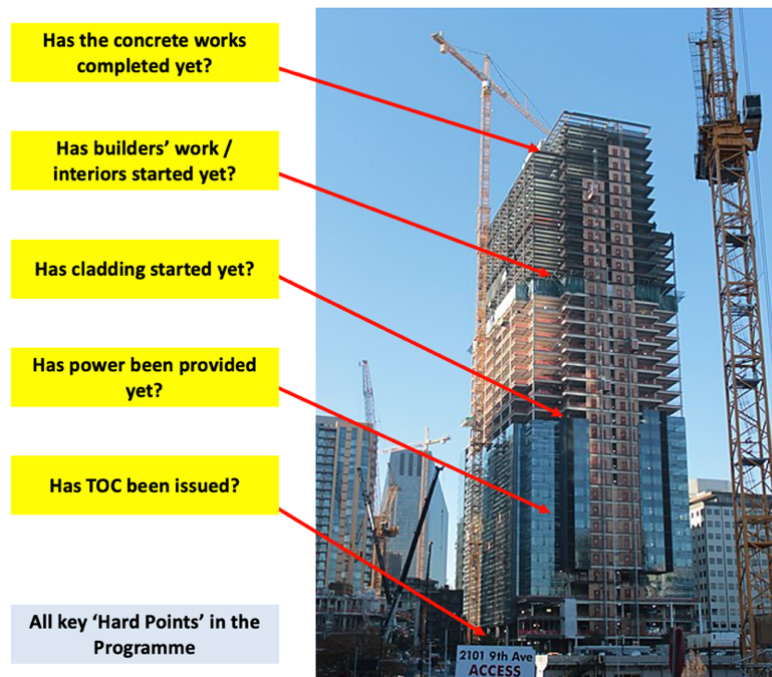 Has the concrete works
completed yet?
Has builders' work /
interiors started yet?
Has cladding started yet?
Has power been provided
yet?
Has TOC been issued?
All key ‘Hard Points’ in the
Programme
2101 9th Ave
ACCESS